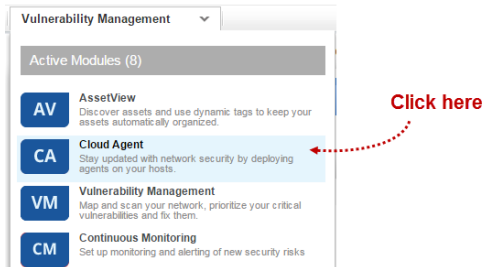 Vulnerability Management
Active Modules (8)
AV
AssetView
Discover assets and use dynamic tags to keep your
assets automatically organized.
CA
Cloud Agent
Stay updated with network security by deploying
agents on your hosts.
Click here
VM
Vulnerability Management
Map and scan your network, prioritize your critical
vulnerabilities and fix them.
CM
Continuous Monitoring
Set up monitoring and alerting of new security risks